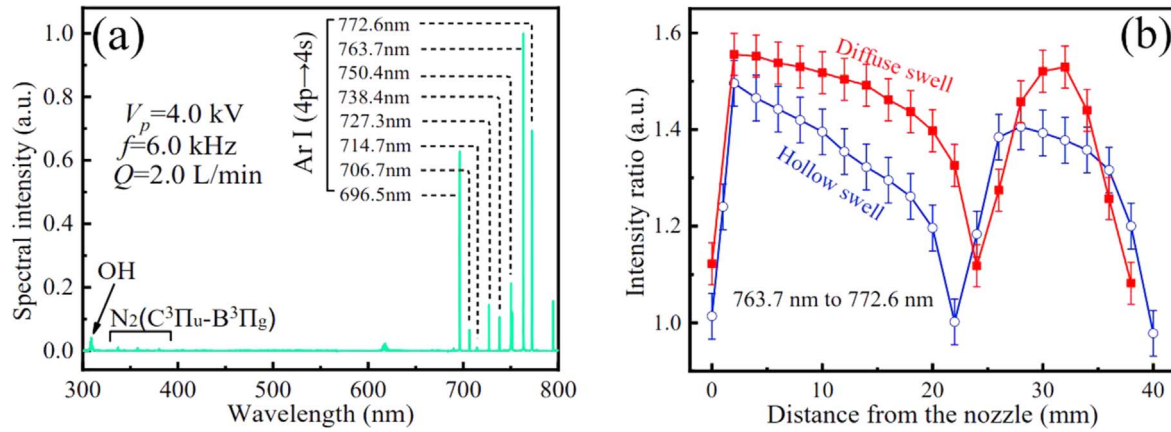 (a)
Spectral intensity (a.u.)
1.0
0.8
0.6
0.4
0.2
0.0
V_p=4.0 kV
f=6.0 kHz
Q=2.0 L/min
Ar I (4p→4s)
772.6nm
763.7nm
750.4nm
738.4nm
727.3nm
714.7nm
706.7nm
696.5nm
OH
N₂(C³Πu-B³Πg)
300 400 500 600 700 800
Wavelength (nm)
(b)
Intensity ratio (a.u.)
1.6
1.4
1.2
1.0
Diffuse swell
Hollow swell
763.7 nm to 772.6 nm
0 10 20 30 40
Distance from the nozzle (mm)